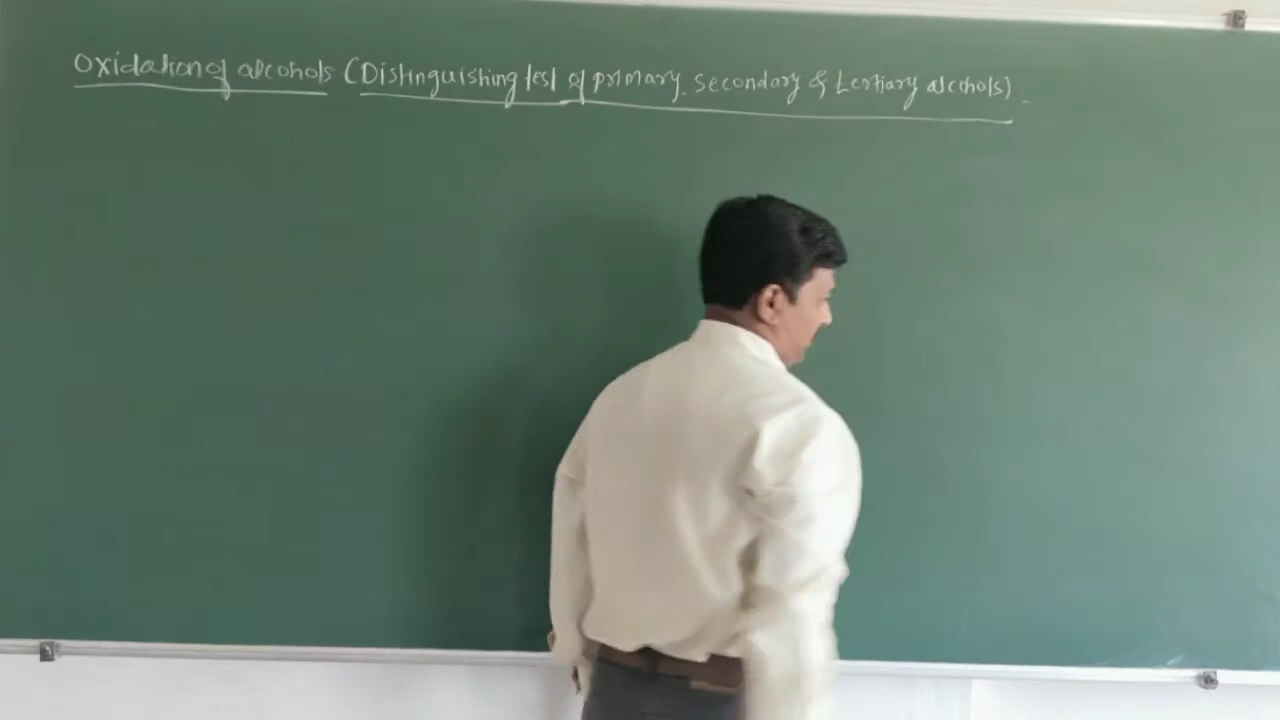 Oxidation of alcohols (Distinguishing test of primary, secondary & tertiary alcohols).